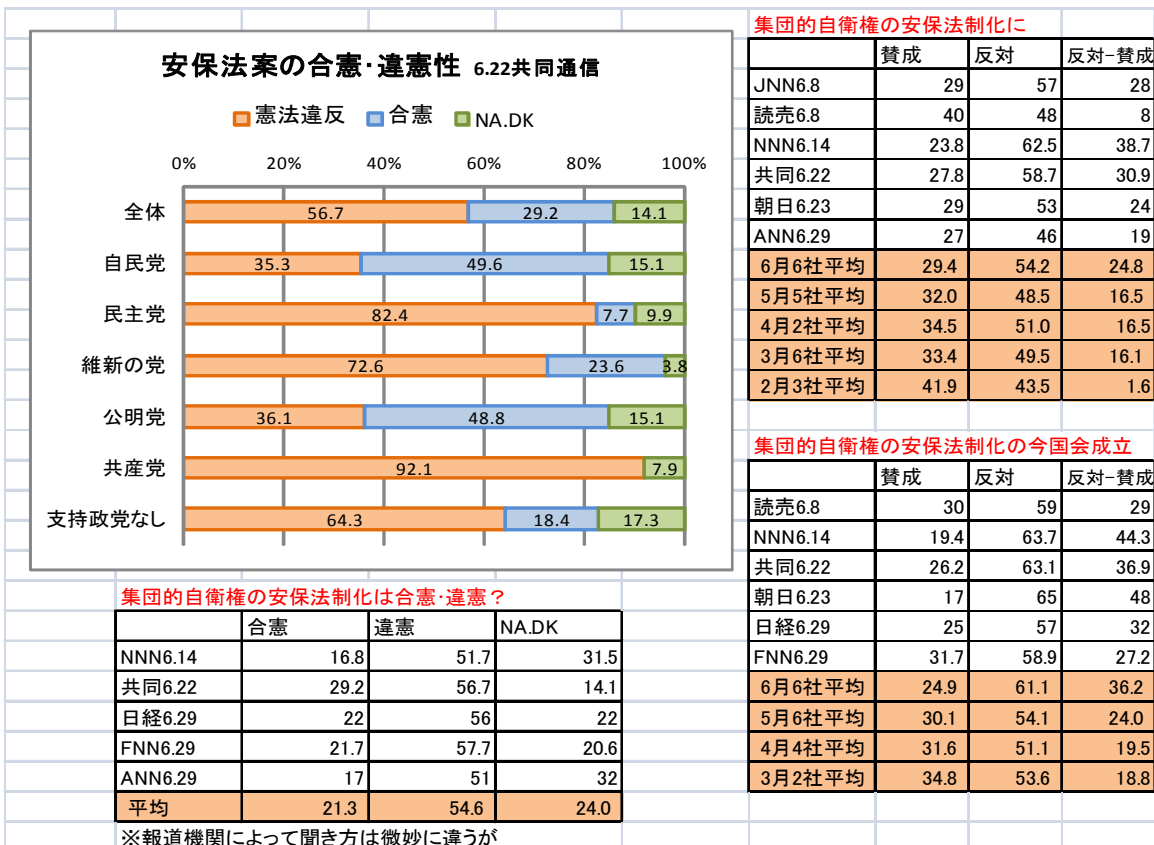 安保法案の合憲･違憲性 6.22共同通信
憲法違反 合憲 NA.DK
0% 20% 40% 60% 80% 100%
全体 56.7 29.2 14.1
自民党 35.3 49.6 15.1
民主党 82.4 7.7 9.9
維新の党 72.6 23.6 3.8
公明党 36.1 48.8 15.1
共産党 92.1 7.9
支持政党なし 64.3 18.4 17.3
集団的自衛権の安保法制化は合憲･違憲？
合憲 違憲 NA.DK
NNN6.14 16.8 51.7 31.5
共同6.22 29.2 56.7 14.1
日経6.29 22 56 22
FNN6.29 21.7 57.7 20.6
ANN6.29 17 51 32
平均 21.3 54.6 24.0
※報道機関によって聞き方は微妙に違うが
集団的自衛権の安保法制化に
賛成 反対 反対-賛成
JNN6.8 29 57 28
読売6.8 40 48 8
NNN6.14 23.8 62.5 38.7
共同6.22 27.8 58.7 30.9
朝日6.23 29 53 24
ANN6.29 27 46 19
6月6社平均 29.4 54.2 24.8
5月5社平均 32.0 48.5 16.5
4月2社平均 34.5 51.0 16.5
3月6社平均 33.4 49.5 16.1
2月3社平均 41.9 43.5 1.6
集団的自衛権の安保法制化の今国会成立
賛成 反対 反対-賛成
読売6.8 30 59 29
NNN6.14 19.4 63.7 44.3
共同6.22 26.2 63.1 36.9
朝日6.23 17 65 48
日経6.29 25 57 32
FNN6.29 31.7 58.9 27.2
6月6社平均 24.9 61.1 36.2
5月6社平均 30.1 54.1 24.0
4月4社平均 31.6 51.1 19.5
3月2社平均 34.8 53.6 18.8